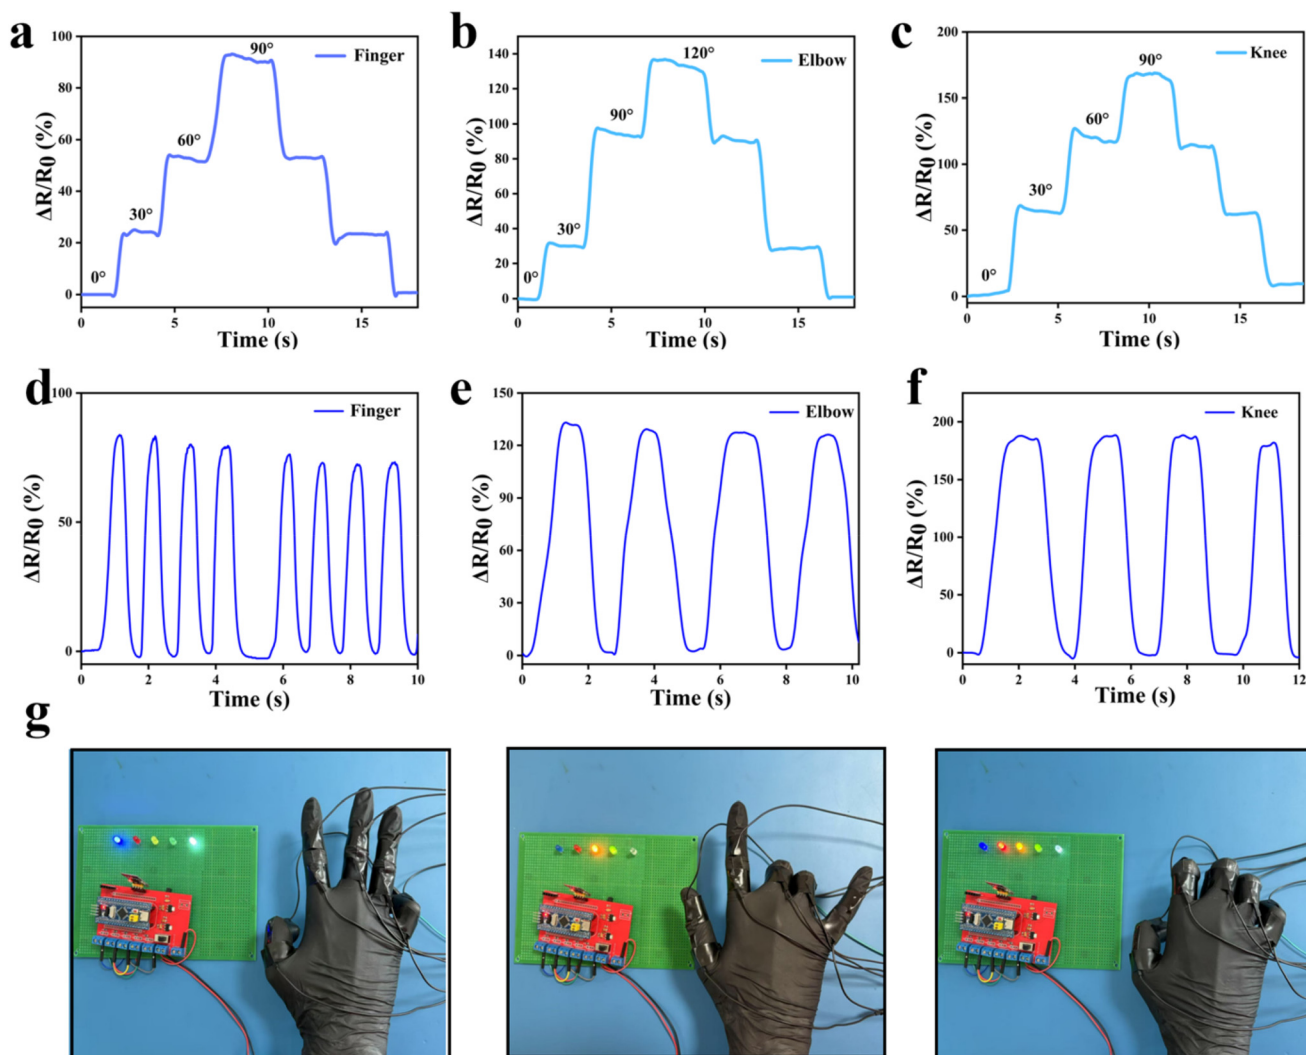 a
100
80
60
40
20
0
ΔR/R0 (%)
0°
30°
60°
90°
Finger
0 5 10 15
Time (s)
b
140
120
100
80
60
40
20
0
ΔR/R0 (%)
0°
30°
90°
120°
Elbow
0 5 10 15
Time (s)
c
200
150
100
50
0
ΔR/R0 (%)
0°
30°
60°
90°
Knee
0 5 10 15
Time (s)
d
100
50
0
ΔR/R0 (%)
Finger
0 2 4 6 8 10
Time (s)
e
150
120
90
60
30
0
ΔR/R0 (%)
Elbow
0 2 4 6 8 10
Time (s)
f
200
150
100
50
0
ΔR/R0 (%)
Knee
0 2 4 6 8 10 12
Time (s)
g